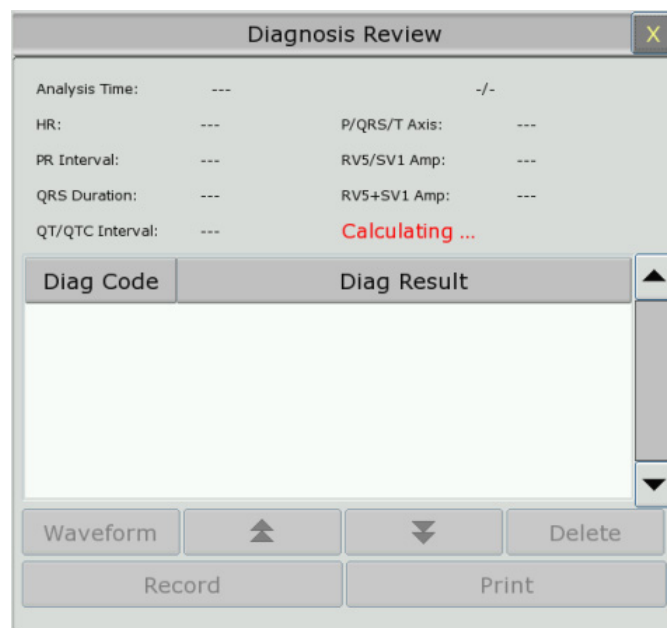 Diagnosis Review X
Analysis Time: --- -/-
HR: --- P/QRS/T Axis: ---
PR Interval: --- RV5/SV1 Amp: ---
QRS Duration: --- RV5+SV1 Amp: ---
QT/QTC Interval: --- Calculating ...
Diag Code Diag Result
Waveform Delete
Record Print